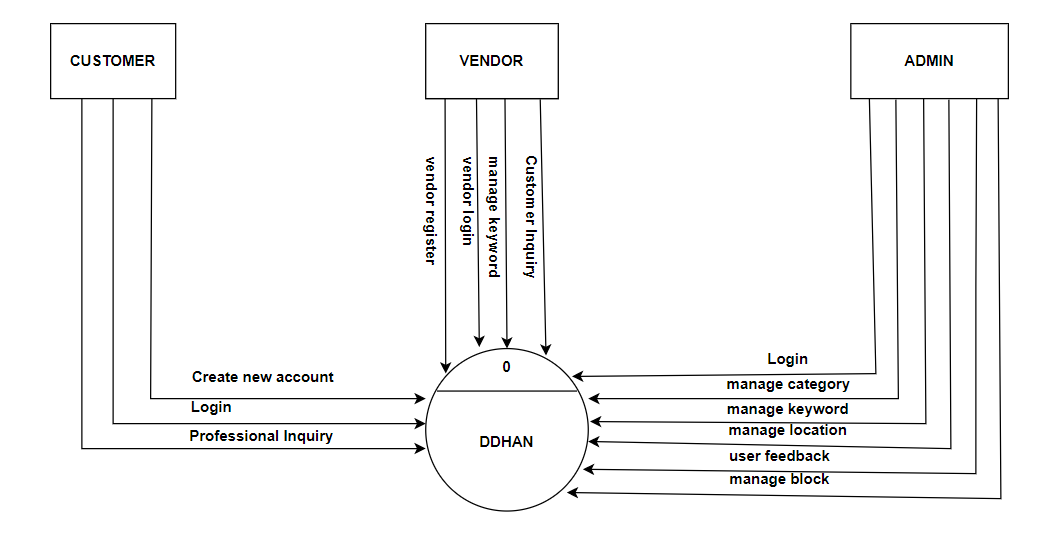 CUSTOMER
VENDOR
ADMIN
vendor register
vendor login
manage keyword
Customer Inquiry
0
DDHAN
Create new account
Login
Professional Inquiry
Login
manage category
manage keyword
manage location
user feedback
manage block